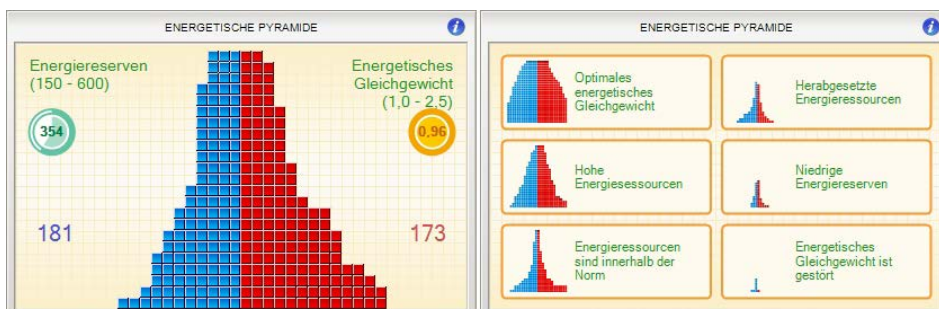 ENERGETISCHE PYRAMIDE
Energiereserven
(150 - 600)
354
Energetisches
Gleichgewicht
(1,0 - 2,5)
0,96
181
173
ENERGETISCHE PYRAMIDE
Optimales
energetisches
Gleichgewicht
Herabgesetzte
Energieressourcen
Hohe
Energiesessourcen
Niedrige
Energiereserven
Energieressourcen
sind innerhalb der
Norm
Energetisches
Gleichgewicht ist
gestört